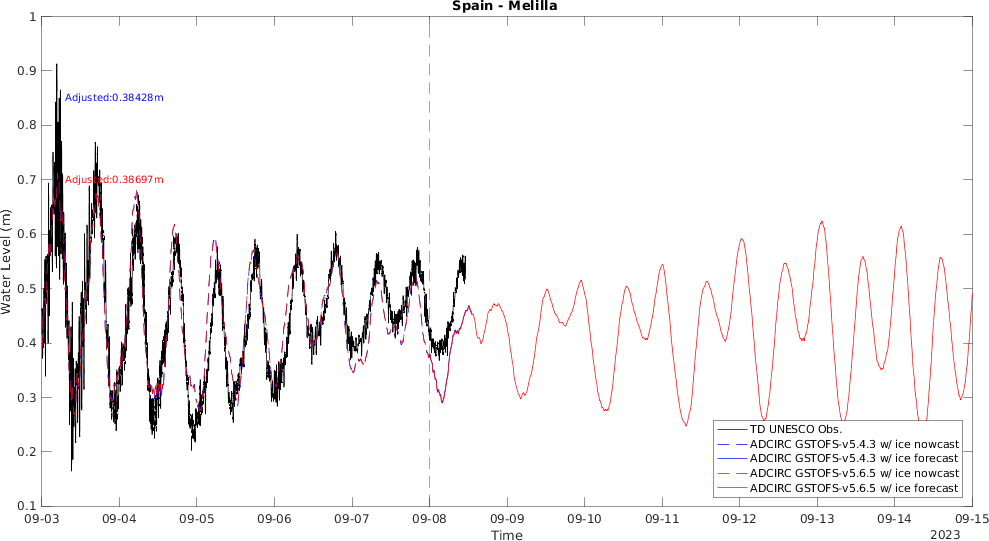 Spain - Melilla
1
0.9
0.8
0.7
0.6
0.5
0.4
0.3
0.2
0.1
Water Level (m)
Adjusted:0.38428m
Adjusted:0.38697m
TD UNESCO Obs.
ADCIRC GSTOFS-v5.4.3 w/ ice nowcast
ADCIRC GSTOFS-v5.4.3 w/ ice forecast
ADCIRC GSTOFS-v5.6.5 w/ ice nowcast
ADCIRC GSTOFS-v5.6.5 w/ ice forecast
09-03 09-04 09-05 09-06 09-07 09-08 09-09 09-10 09-11 09-12 09-13 09-14 09-15
Time
2023